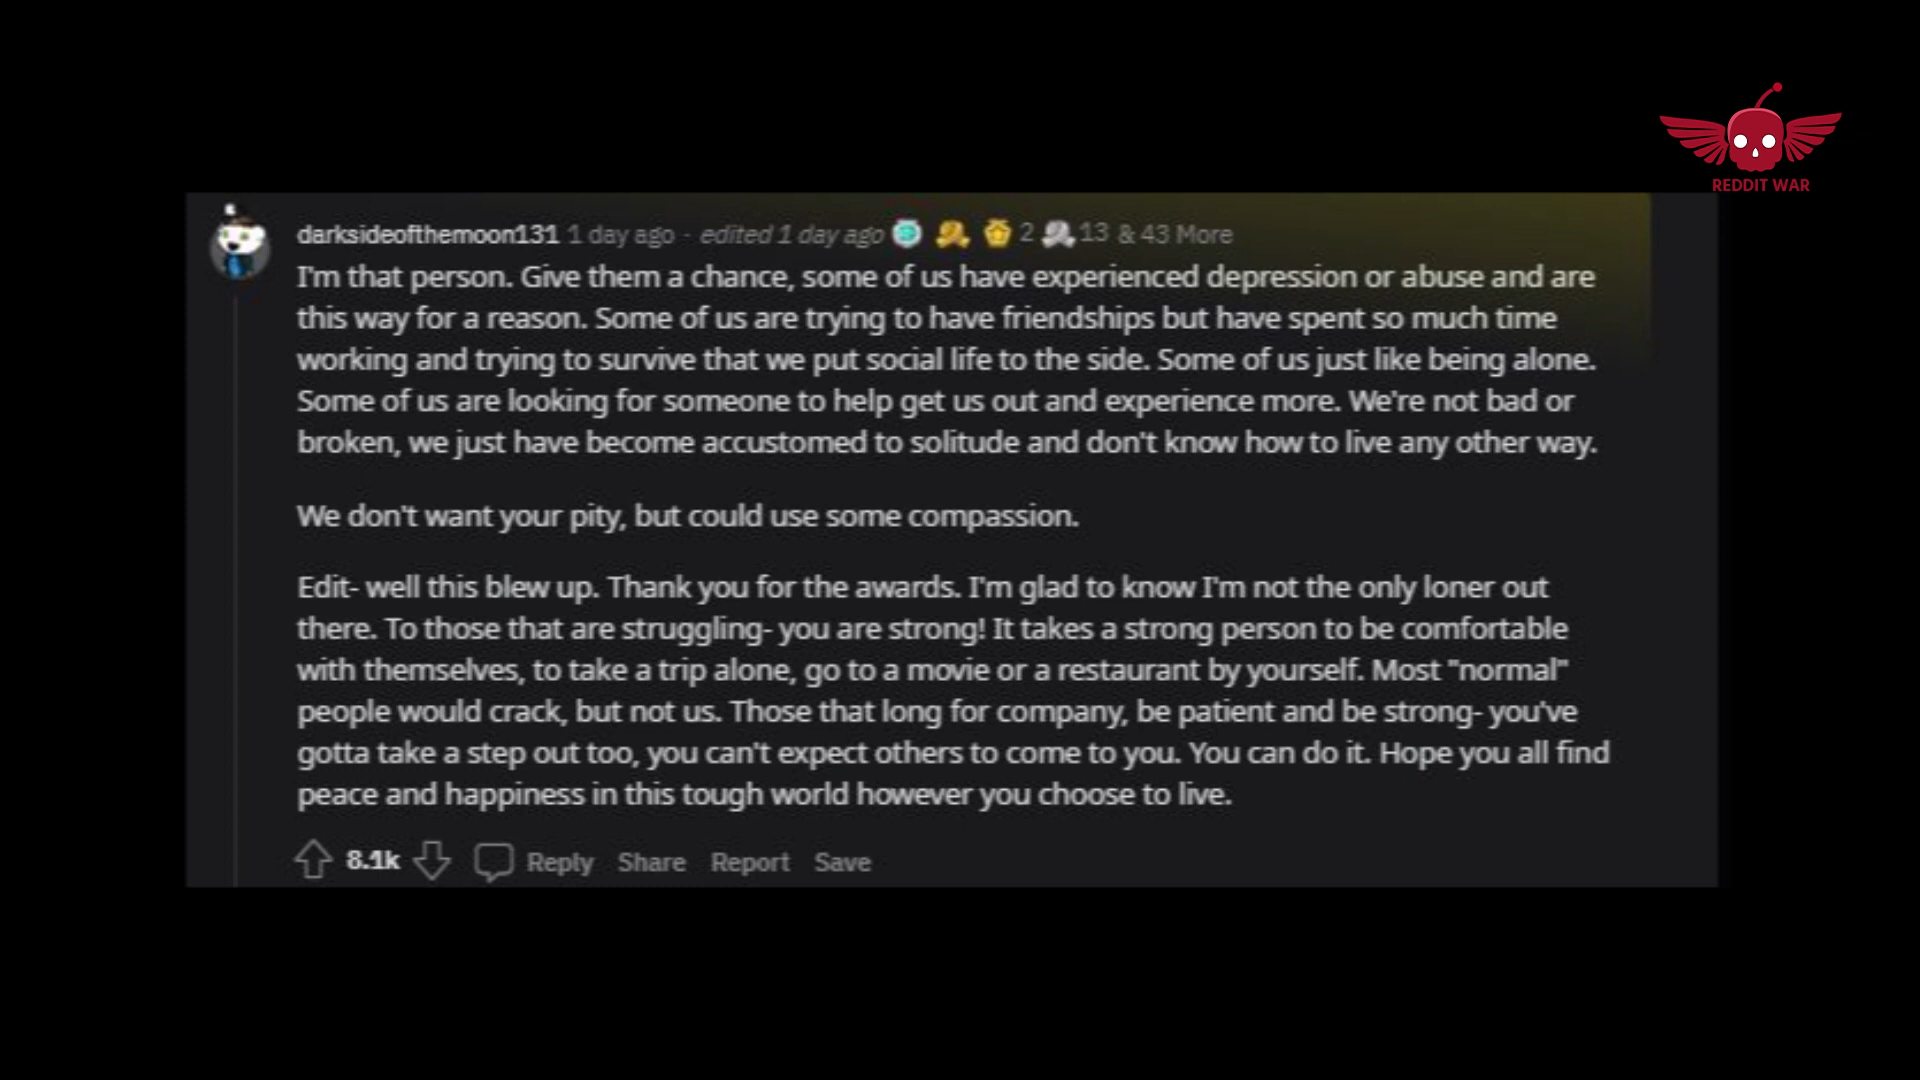 REDDIT WAR
darksideofthemoon131 1 day ago · edited 1 day ago 2 13 & 43 More
I'm that person. Give them a chance, some of us have experienced depression or abuse and are
this way for a reason. Some of us are trying to have friendships but have spent so much time
working and trying to survive that we put social life to the side. Some of us just like being alone.
Some of us are looking for someone to help get us out and experience more. We're not bad or
broken, we just have become accustomed to solitude and don't know how to live any other way.
We don't want your pity, but could use some compassion.
Edit- well this blew up. Thank you for the awards. I'm glad to know I'm not the only loner out
there. To those that are struggling- you are strong! It takes a strong person to be comfortable
with themselves, to take a trip alone, go to a movie or a restaurant by yourself. Most "normal"
people would crack, but not us. Those that long for company, be patient and be strong- you've
gotta take a step out too, you can't expect others to come to you. You can do it. Hope you all find
peace and happiness in this tough world however you choose to live.
8.1k Reply Share Report Save